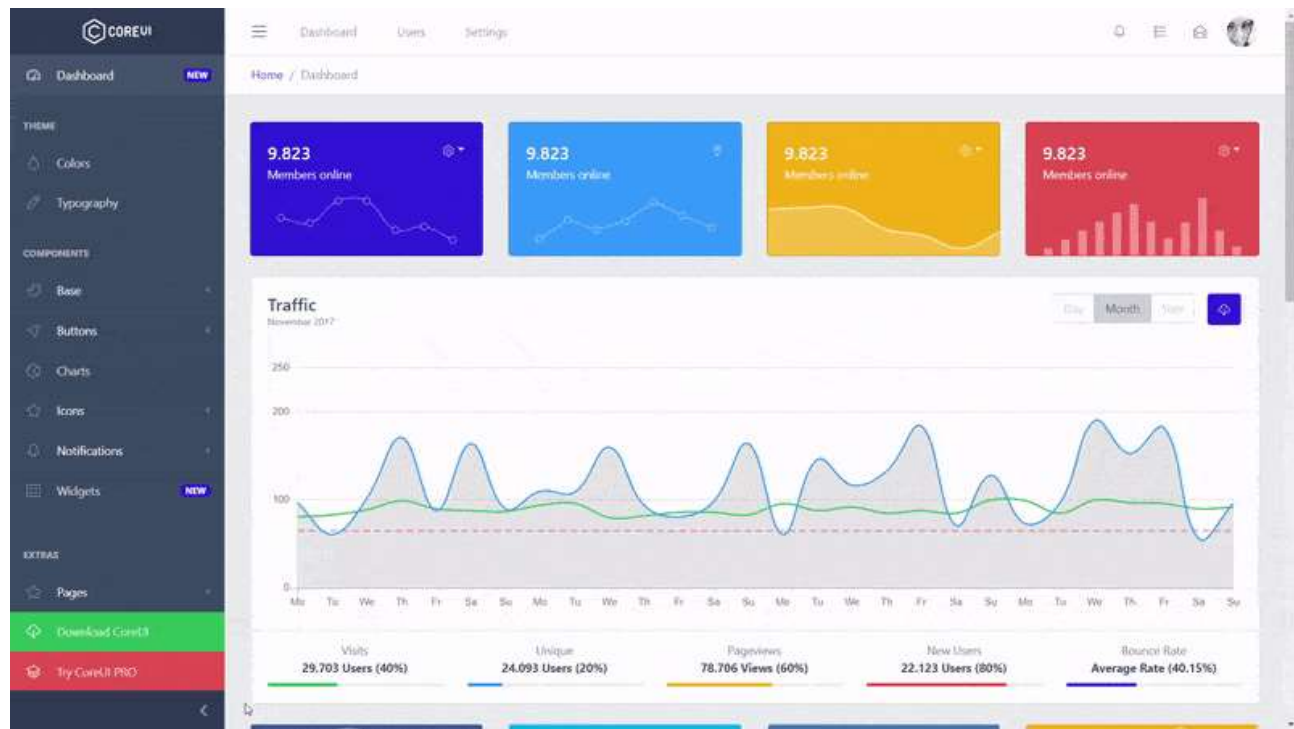 COREUI
Dashboard Users Settings
Dashboard NEW
Home / Dashboard
THEME
Colors
Typography
COMPONENTS
Base
Buttons
Charts
Icons
Notifications
Widgets NEW
EXTRAS
Pages
Download CoreUI
Try CoreUI PRO
9.823
Members online
9.823
Members online
9.823
Members online
9.823
Members online
Traffic
November 2017
Day Month Year
250
200
100
0
Mo Tu We Th Fr Sa Su Mo Tu We Th Fr Sa Su Mo Tu We Th Fr Sa Su Mo Tu We Th Fr Sa Su
Visits
29.703 Users (40%)
Unique
24.093 Users (20%)
Pageviews
78.706 Views (60%)
New Users
22.123 Users (80%)
Bounce Rate
Average Rate (40.15%)